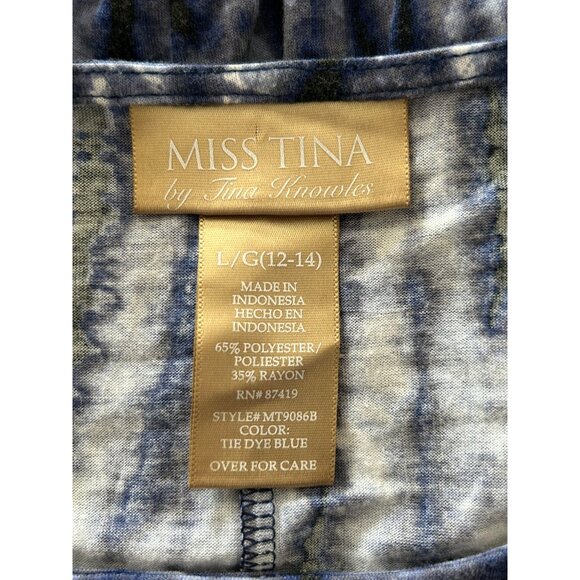 MISS TINA
by Tina Knowles
L/G(12-14)
MADE IN
INDONESIA
HECHO EN
INDONESIA
65% POLYESTER/
POLIESTER
35% RAYON
RN# 87419
STYLE# MT9086B
COLOR:
TIE DYE BLUE
OVER FOR CARE